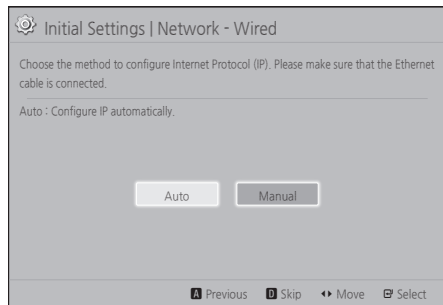 Initial Settings | Network - Wired
Choose the method to configure Internet Protocol (IP). Please make sure that the Ethernet
cable is connected.
Auto : Configure IP automatically.
Auto Manual
A Previous D Skip Move Select